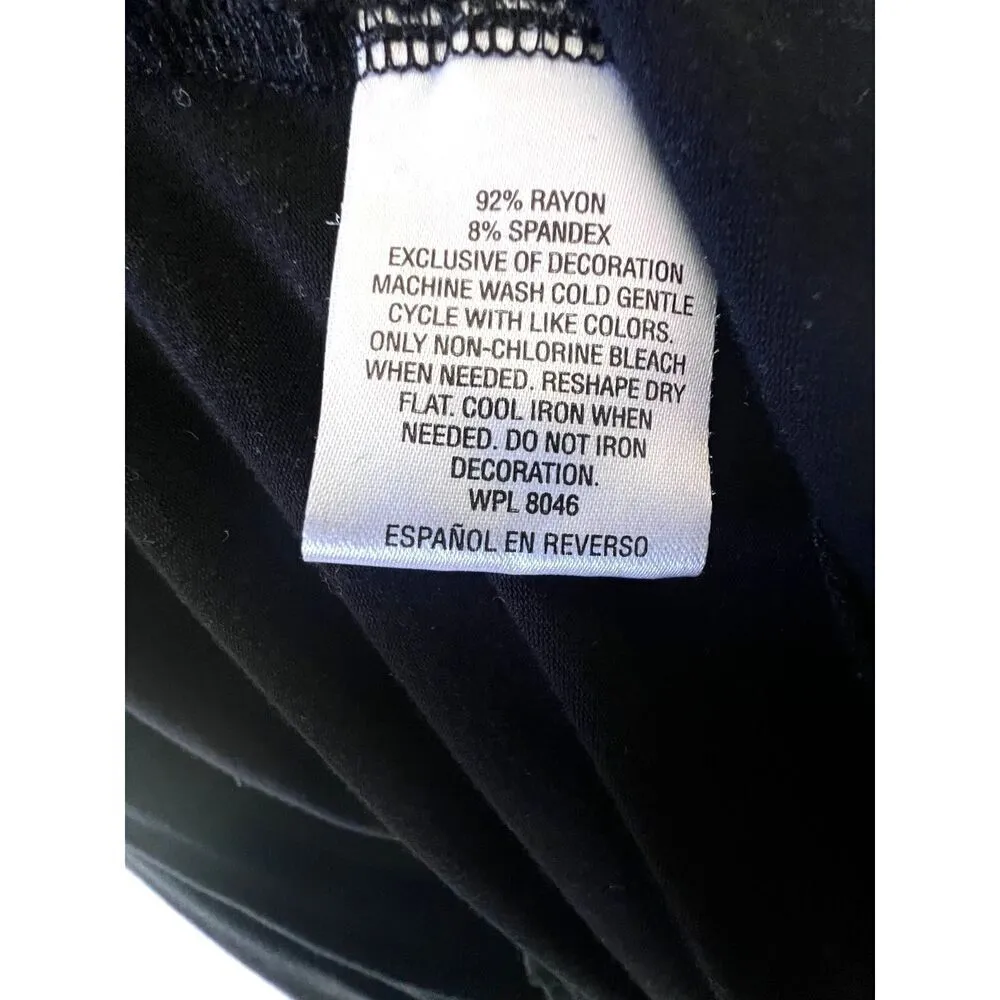 92% RAYON
8% SPANDEX
EXCLUSIVE OF DECORATION
MACHINE WASH COLD GENTLE
CYCLE WITH LIKE COLORS.
ONLY NON-CHLORINE BLEACH
WHEN NEEDED. RESHAPE DRY
FLAT. COOL IRON WHEN
NEEDED. DO NOT IRON
DECORATION.
WPL 8046
ESPAÑOL EN REVERSO